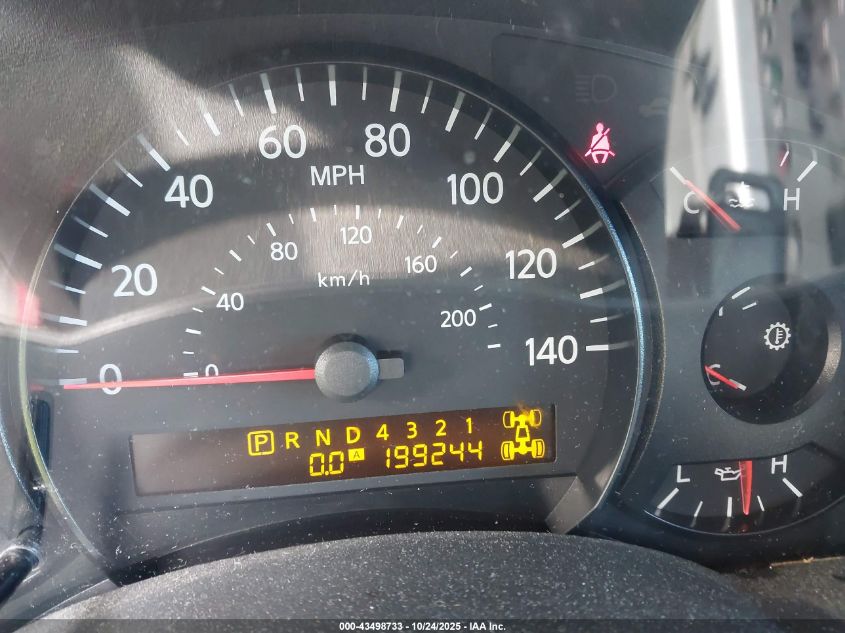 60 80
MPH
40 100
80 120 160
km/h
20 120
40 200
0 0 140
P R N D 4 3 2 1
0.0 A 199244
C H
C
L H
000-43498733 - 10/24/2025 - IAA Inc.